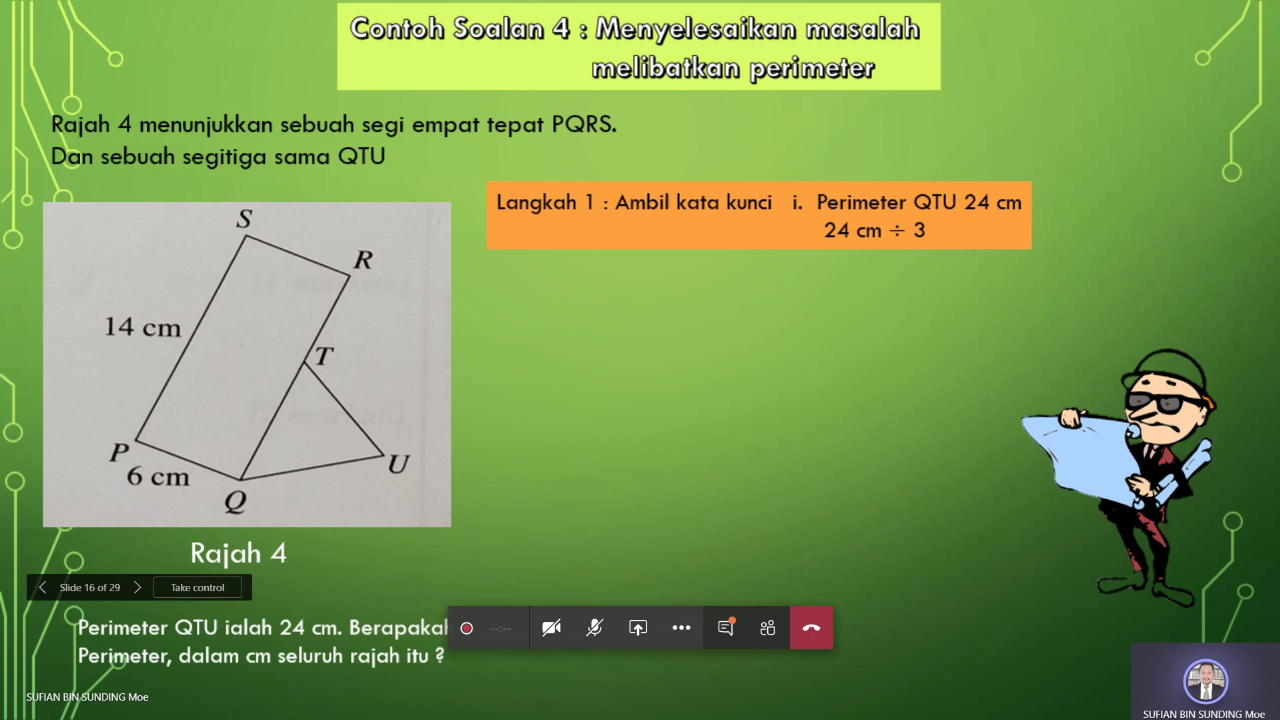 Contoh Soalan 4 : Menyelesaikan masalah
melibatkan perimeter
Rajah 4 menunjukkan sebuah segi empat tepat PQRS.
Dan sebuah segitiga sama QTU
Langkah 1 : Ambil kata kunci i. Perimeter QTU 24 cm
24 cm ÷ 3
S
R
14 cm
T
P
U
6 cm
Q
Rajah 4
Slide 16 of 29
Take control
Perimeter QTU ialah 24 cm. Berapakah
Perimeter, dalam cm seluruh rajah itu ?
--:--
SUFIAN BIN SUNDING Moe
SUFIAN BIN SUNDING Moe